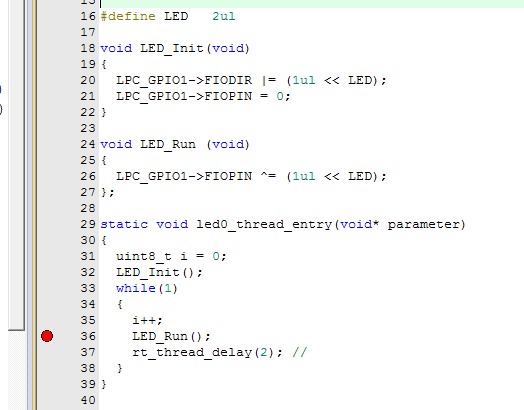 15
16 #define LED   2ul
17
18 void LED_Init(void)
19 {
20   LPC_GPIO1->FIODIR |= (1ul << LED);
21   LPC_GPIO1->FIOPIN = 0;
22 }
23
24 void LED_Run (void)
25 {
26   LPC_GPIO1->FIOPIN ^= (1ul << LED);
27 };
28
29 static void led0_thread_entry(void* parameter)
30 {
31   uint8_t i = 0;
32   LED_Init();
33   while(1)
34   {
35     i++;
36     LED_Run();
37     rt_thread_delay(2); //
38   }
39 }
40